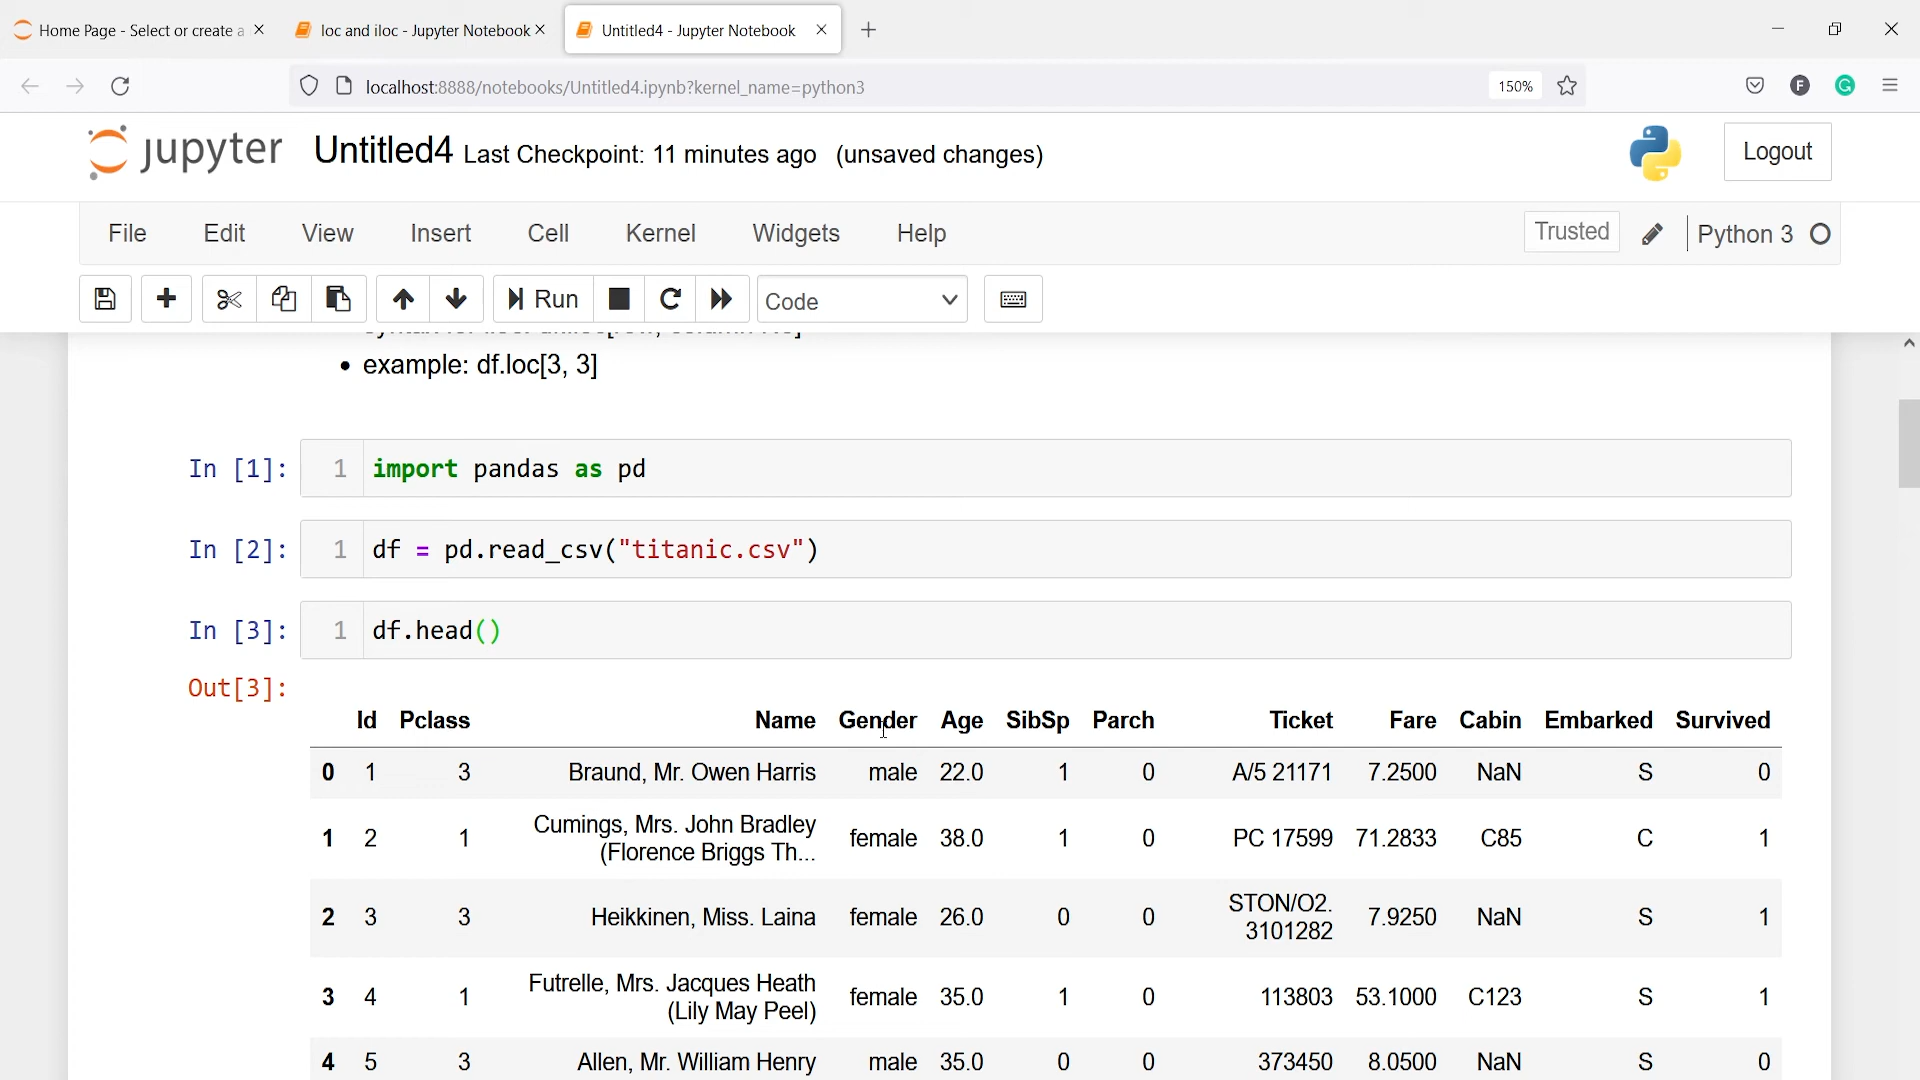 Home Page - Select or create a
loc and iloc - Jupyter Notebook
Untitled4 - Jupyter Notebook
localhost:8888/notebooks/Untitled4.ipynb?kernel_name=python3
150%
F
G
jupyter Untitled4 Last Checkpoint: 11 minutes ago (unsaved changes)
Logout
File Edit View Insert Cell Kernel Widgets Help
Trusted
Python 3
Run
Code
example: df.loc[3, 3]
In [1]: 1 import pandas as pd
In [2]: 1 df = pd.read_csv("titanic.csv")
In [3]: 1 df.head()
Out[3]:
Id Pclass Name Gender Age SibSp Parch Ticket Fare Cabin Embarked Survived
0 1 3 Braund, Mr. Owen Harris male 22.0 1 0 A/5 21171 7.2500 NaN S 0
1 2 1 Cumings, Mrs. John Bradley (Florence Briggs Th... female 38.0 1 0 PC 17599 71.2833 C85 C 1
2 3 3 Heikkinen, Miss. Laina female 26.0 0 0 STON/O2. 3101282 7.9250 NaN S 1
3 4 1 Futrelle, Mrs. Jacques Heath (Lily May Peel) female 35.0 1 0 113803 53.1000 C123 S 1
4 5 3 Allen, Mr. William Henry male 35.0 0 0 373450 8.0500 NaN S 0